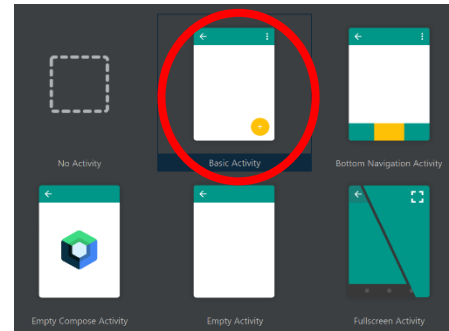 No Activity
Basic Activity
Bottom Navigation Activity
Empty Compose Activity
Empty Activity
Fullscreen Activity